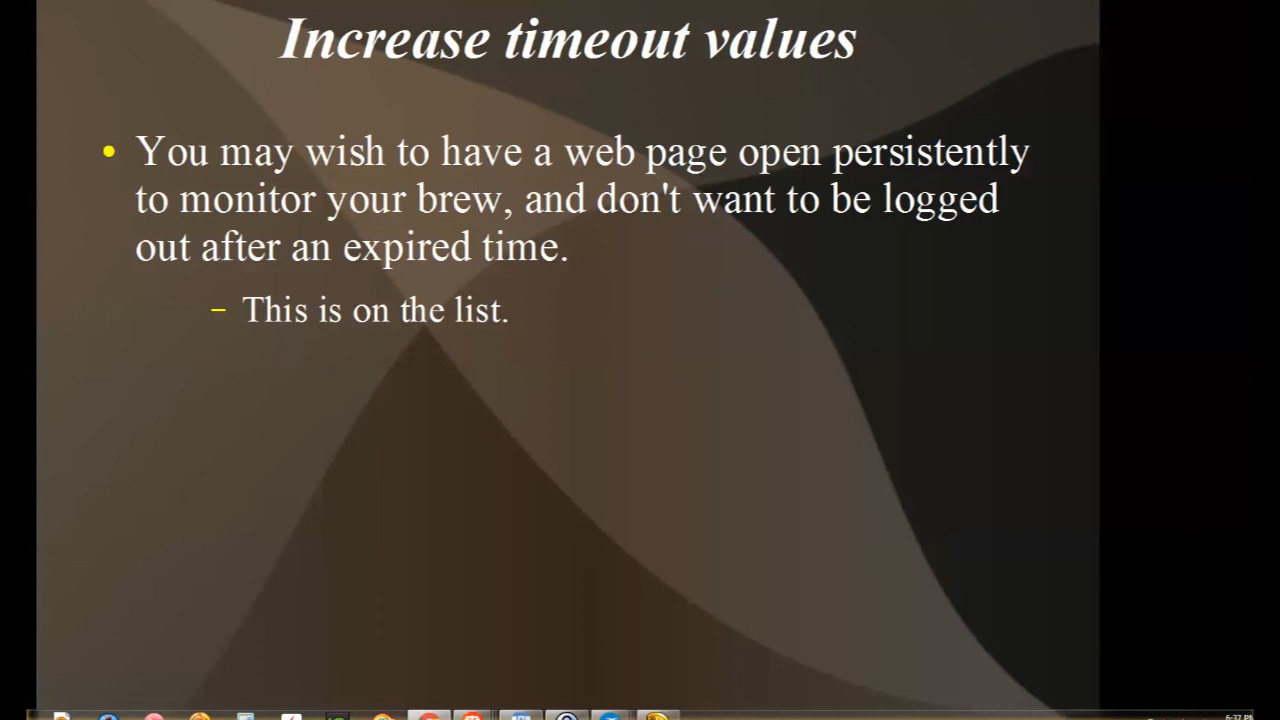 Increase timeout values
• You may wish to have a web page open persistently
to monitor your brew, and don't want to be logged
out after an expired time.
– This is on the list.